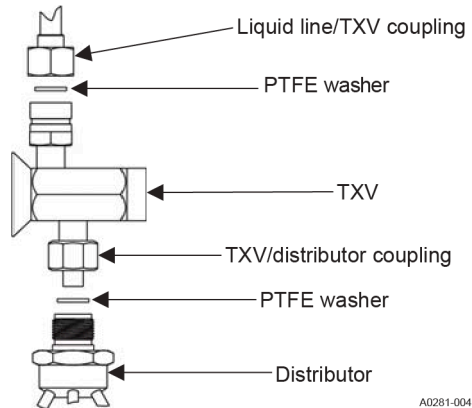 Liquid line/TXV coupling
PTFE washer
TXV
TXV/distributor coupling
PTFE washer
Distributor
A0281-004